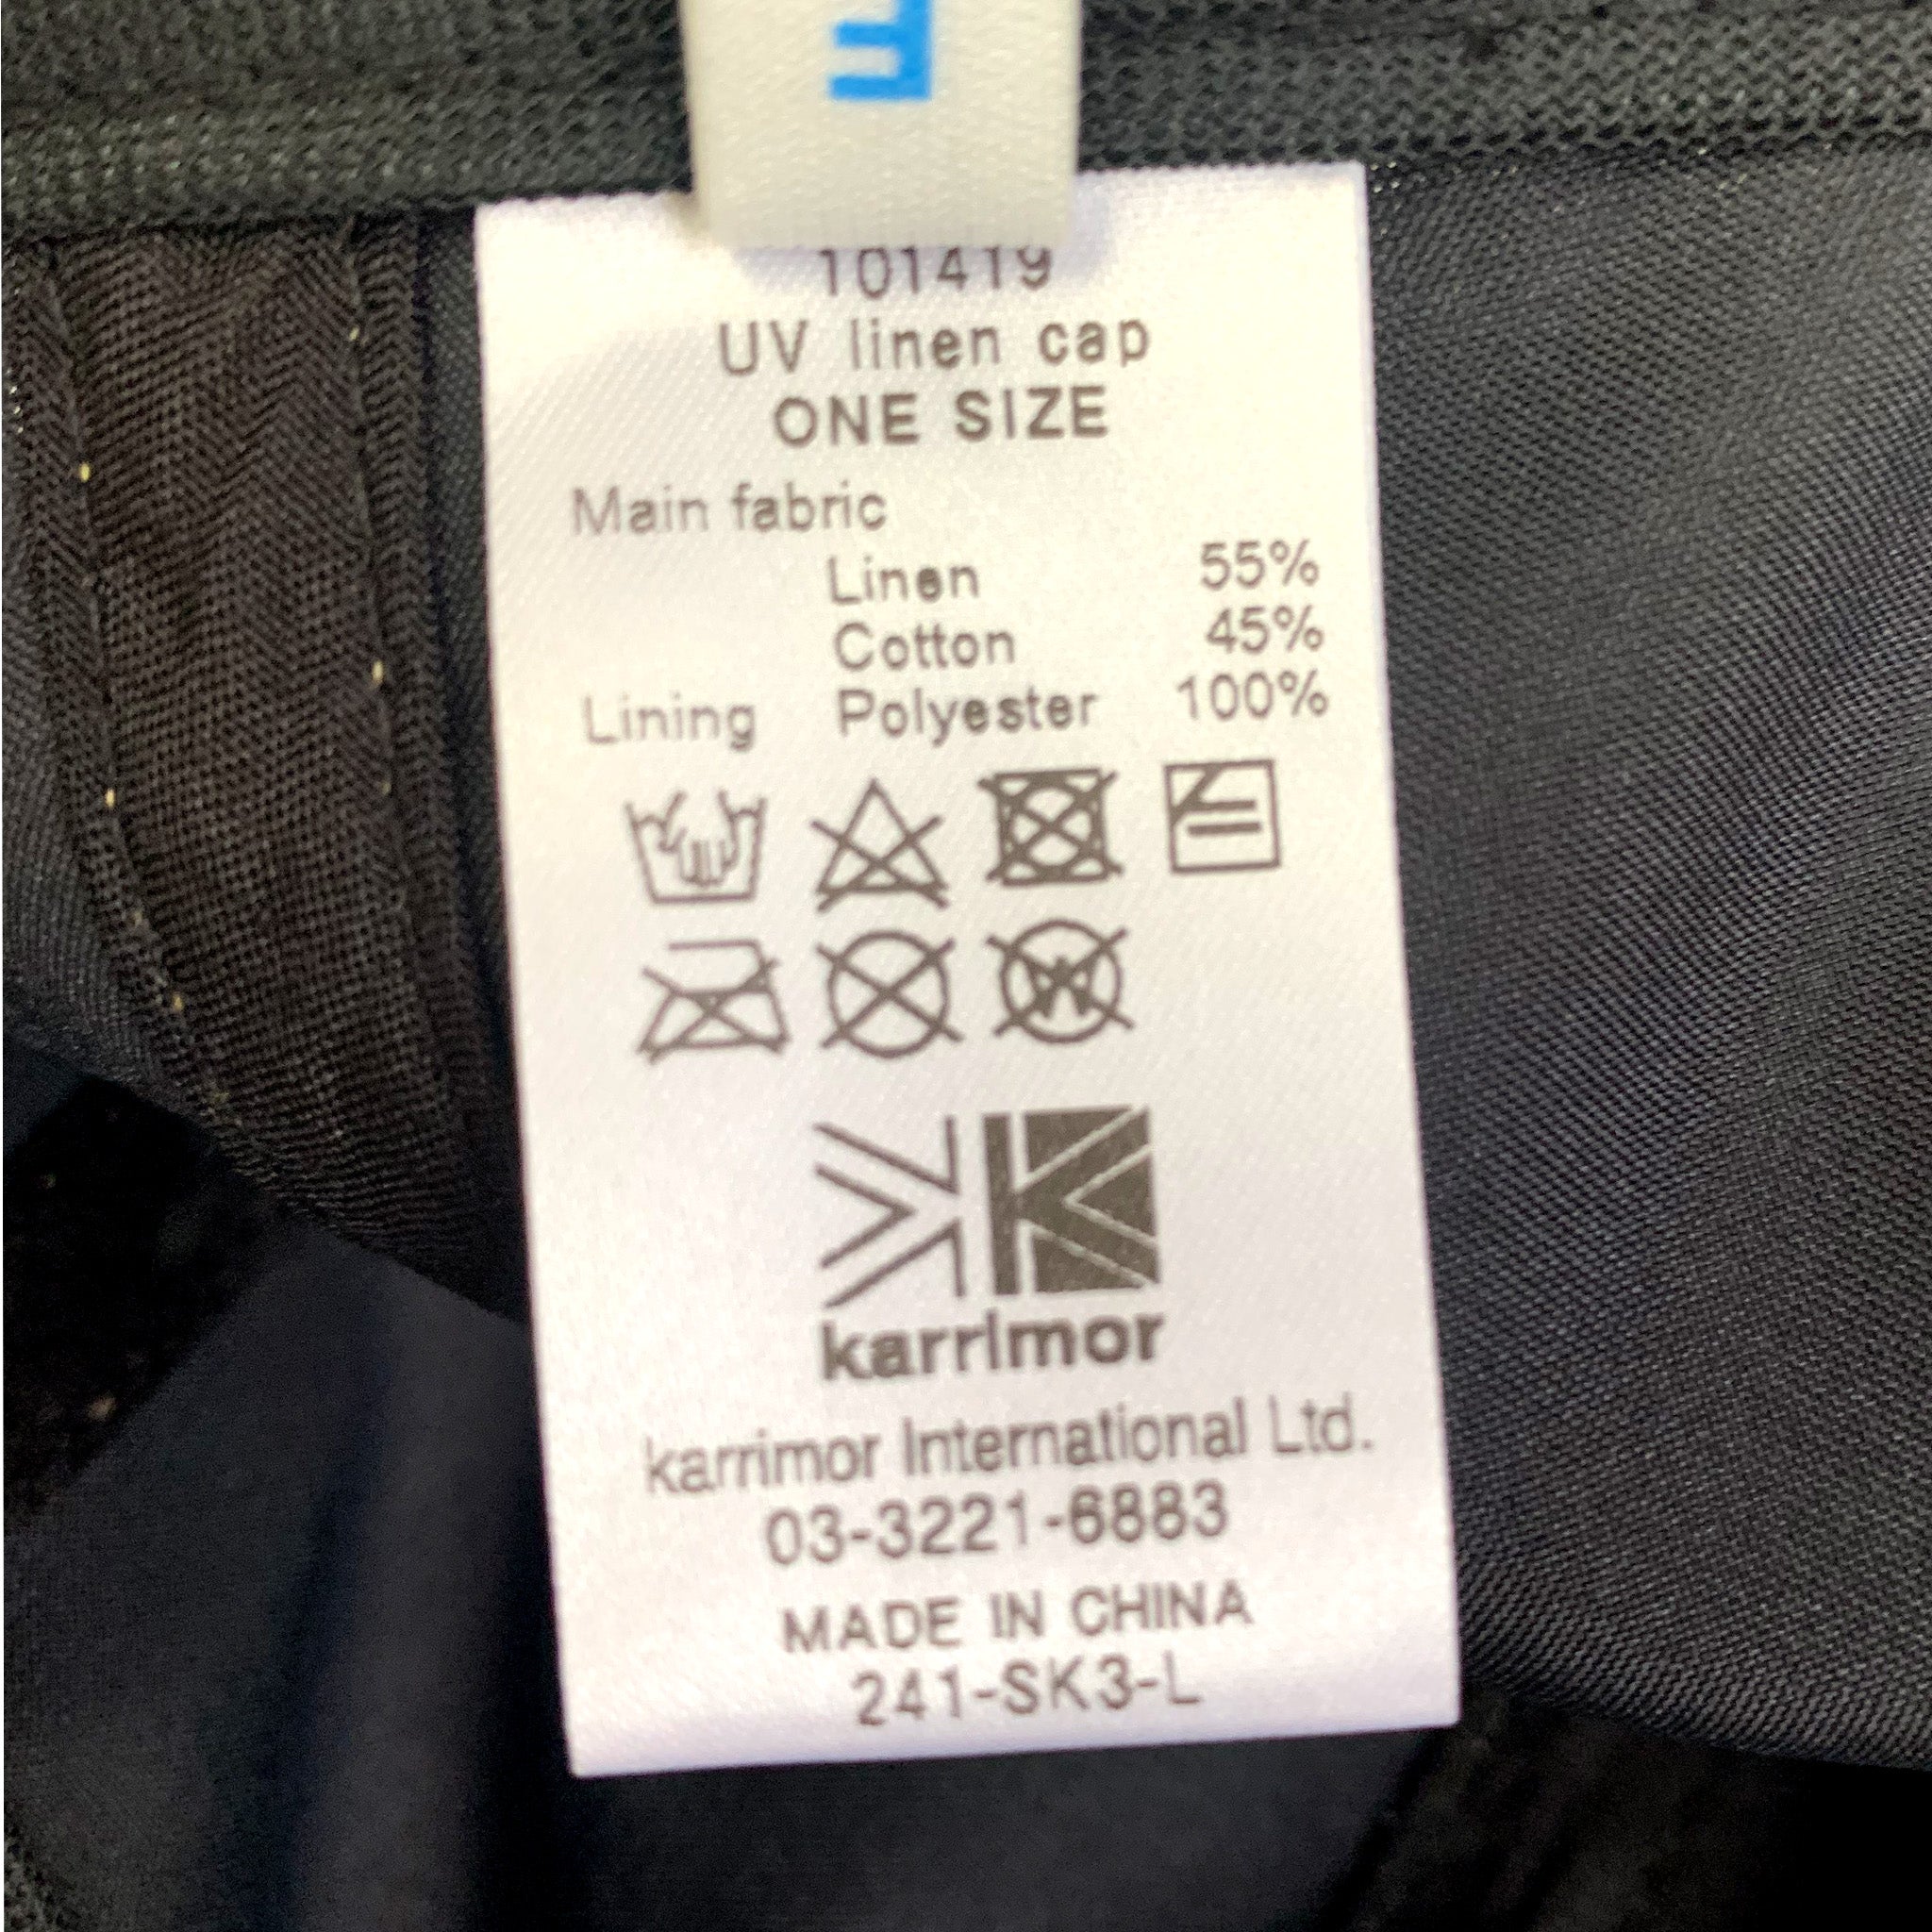 101419
UV linen cap
ONE SIZE
Main fabric
Linen 55%
Cotton 45%
Lining Polyester 100%
W
karrimor
karrimor International Ltd.
03-3221-6883
MADE IN CHINA
241-SK3-L